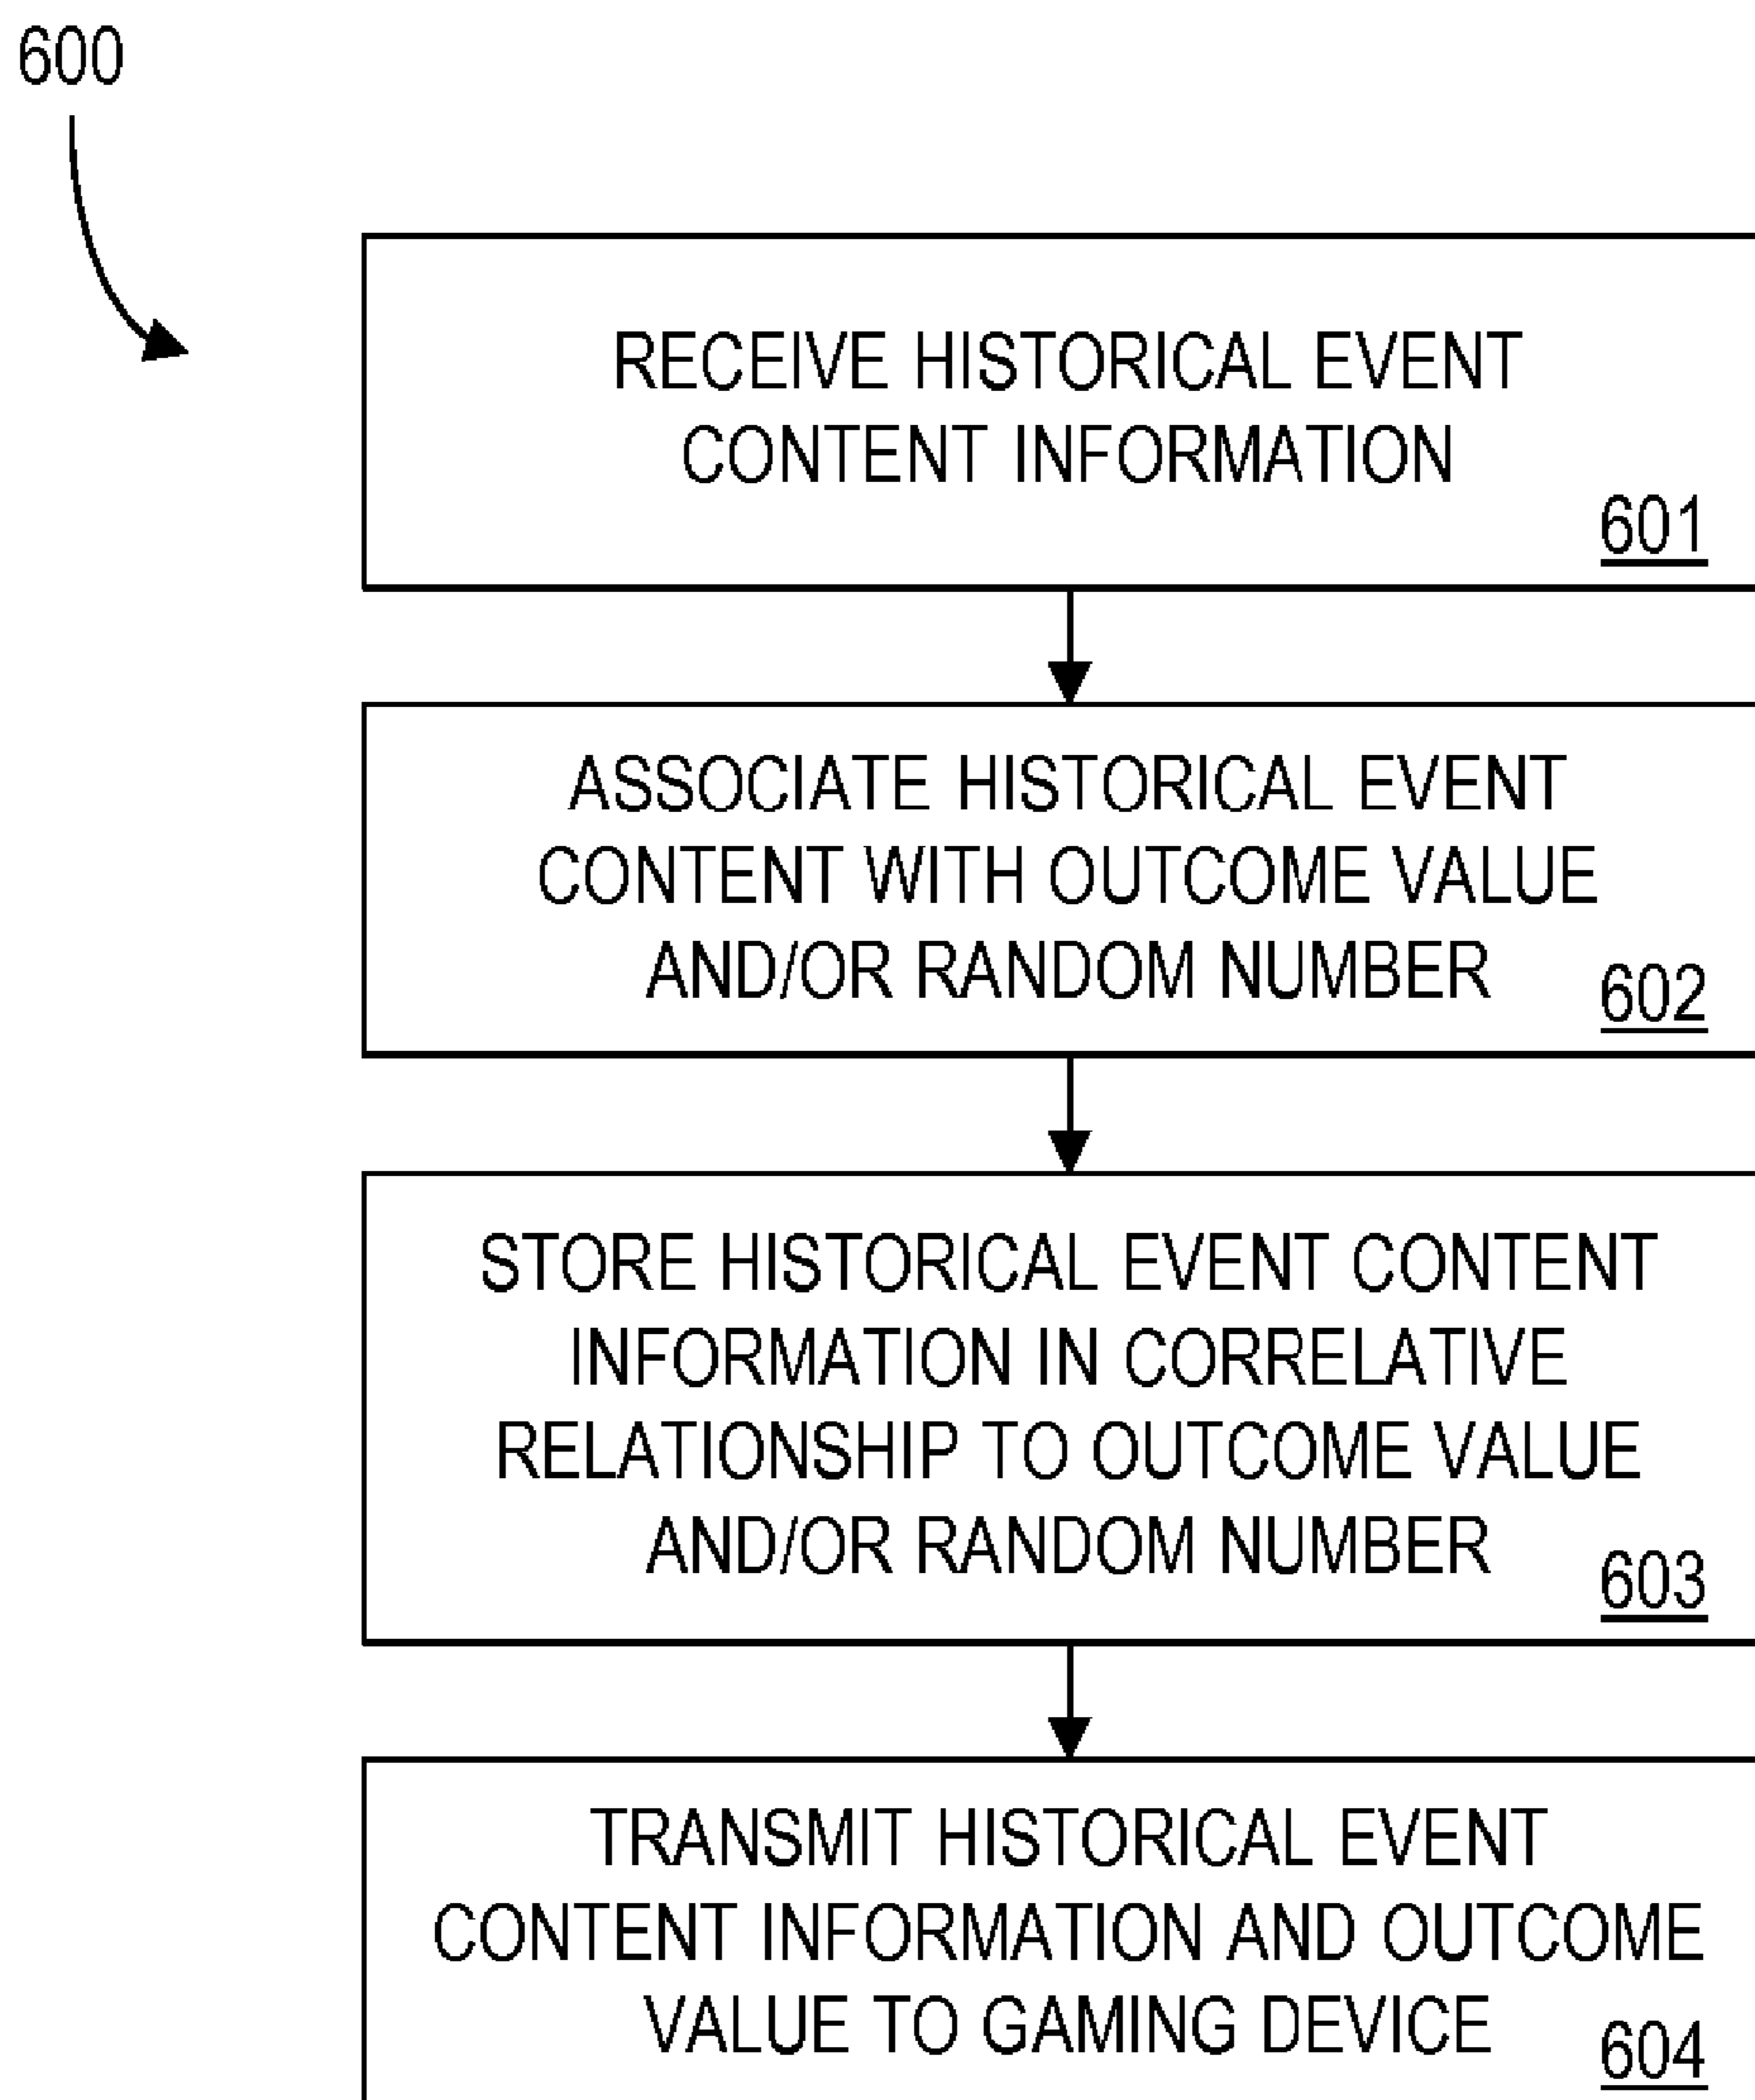 600
RECEIVE HISTORICAL EVENT
CONTENT INFORMATION
601
ASSOCIATE HISTORICAL EVENT
CONTENT WITH OUTCOME VALUE
AND/OR RANDOM NUMBER
602
STORE HISTORICAL EVENT CONTENT
INFORMATION IN CORRELATIVE
RELATIONSHIP TO OUTCOME VALUE
AND/OR RANDOM NUMBER
603
TRANSMIT HISTORICAL EVENT
CONTENT INFORMATION AND OUTCOME
VALUE TO GAMING DEVICE
604